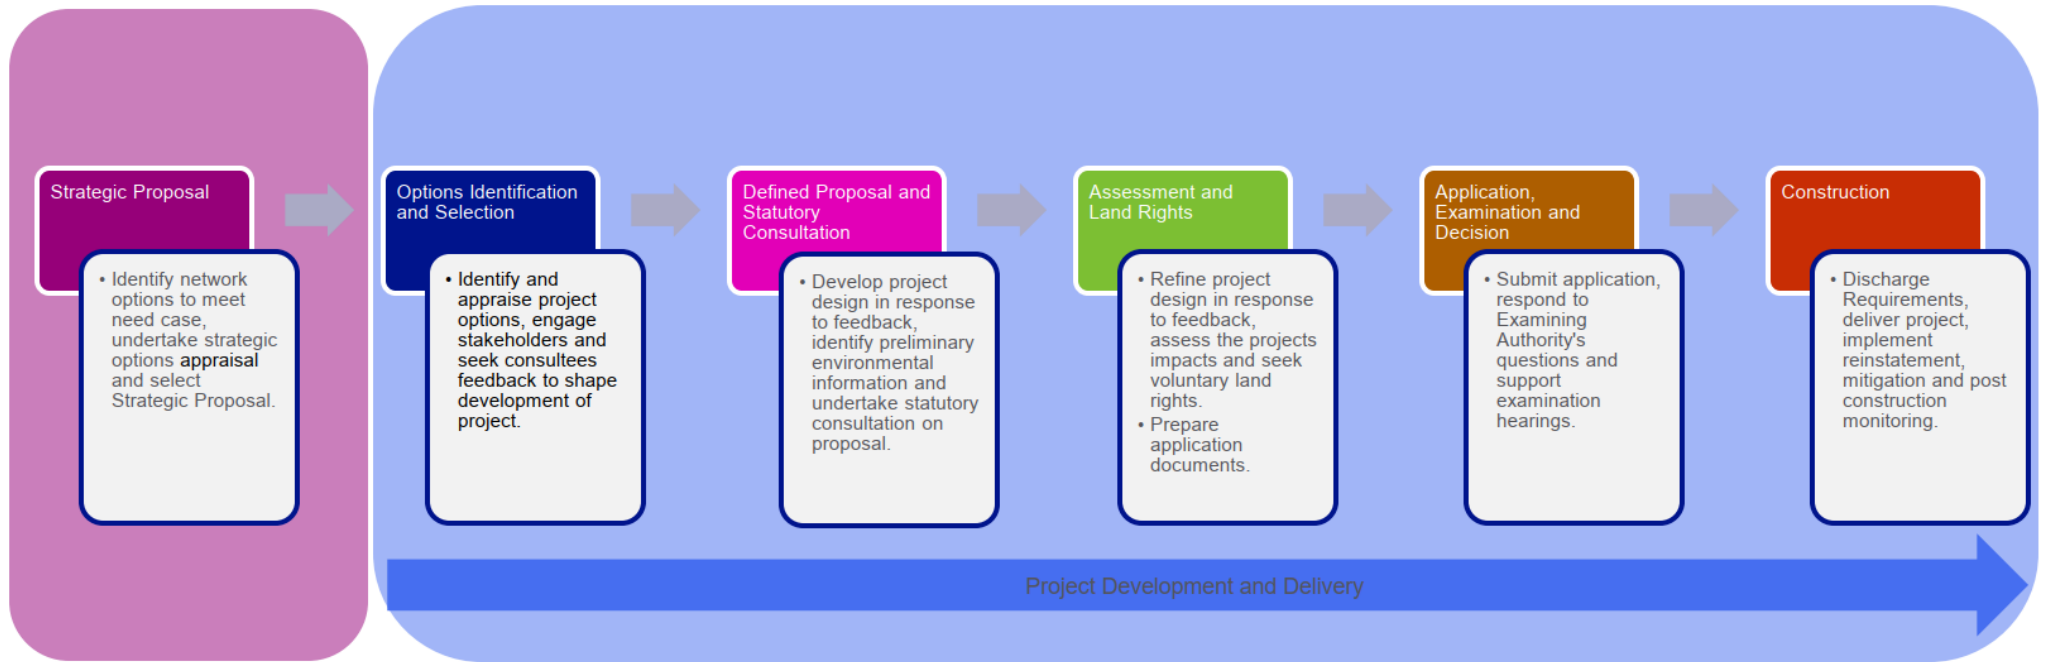 Strategic Proposal
• Identify network
options to meet
need case,
undertake strategic
options appraisal
and select
Strategic Proposal.
Options Identification
and Selection
• Identify and
appraise project
options, engage
stakeholders and
seek consultees
feedback to shape
development of
project.
Defined Proposal and
Statutory
Consultation
• Develop project
design in response
to feedback,
identify preliminary
environmental
information and
undertake statutory
consultation on
proposal.
Assessment and
Land Rights
• Refine project
design in response
to feedback,
assess the projects
impacts and seek
voluntary land
rights.
• Prepare
application
documents.
Application,
Examination and
Decision
• Submit application,
respond to
Examining
Authority's
questions and
support
examination
hearings.
Construction
• Discharge
Requirements,
deliver project,
implement
reinstatement,
mitigation and post
construction
monitoring.
Project Development and Delivery